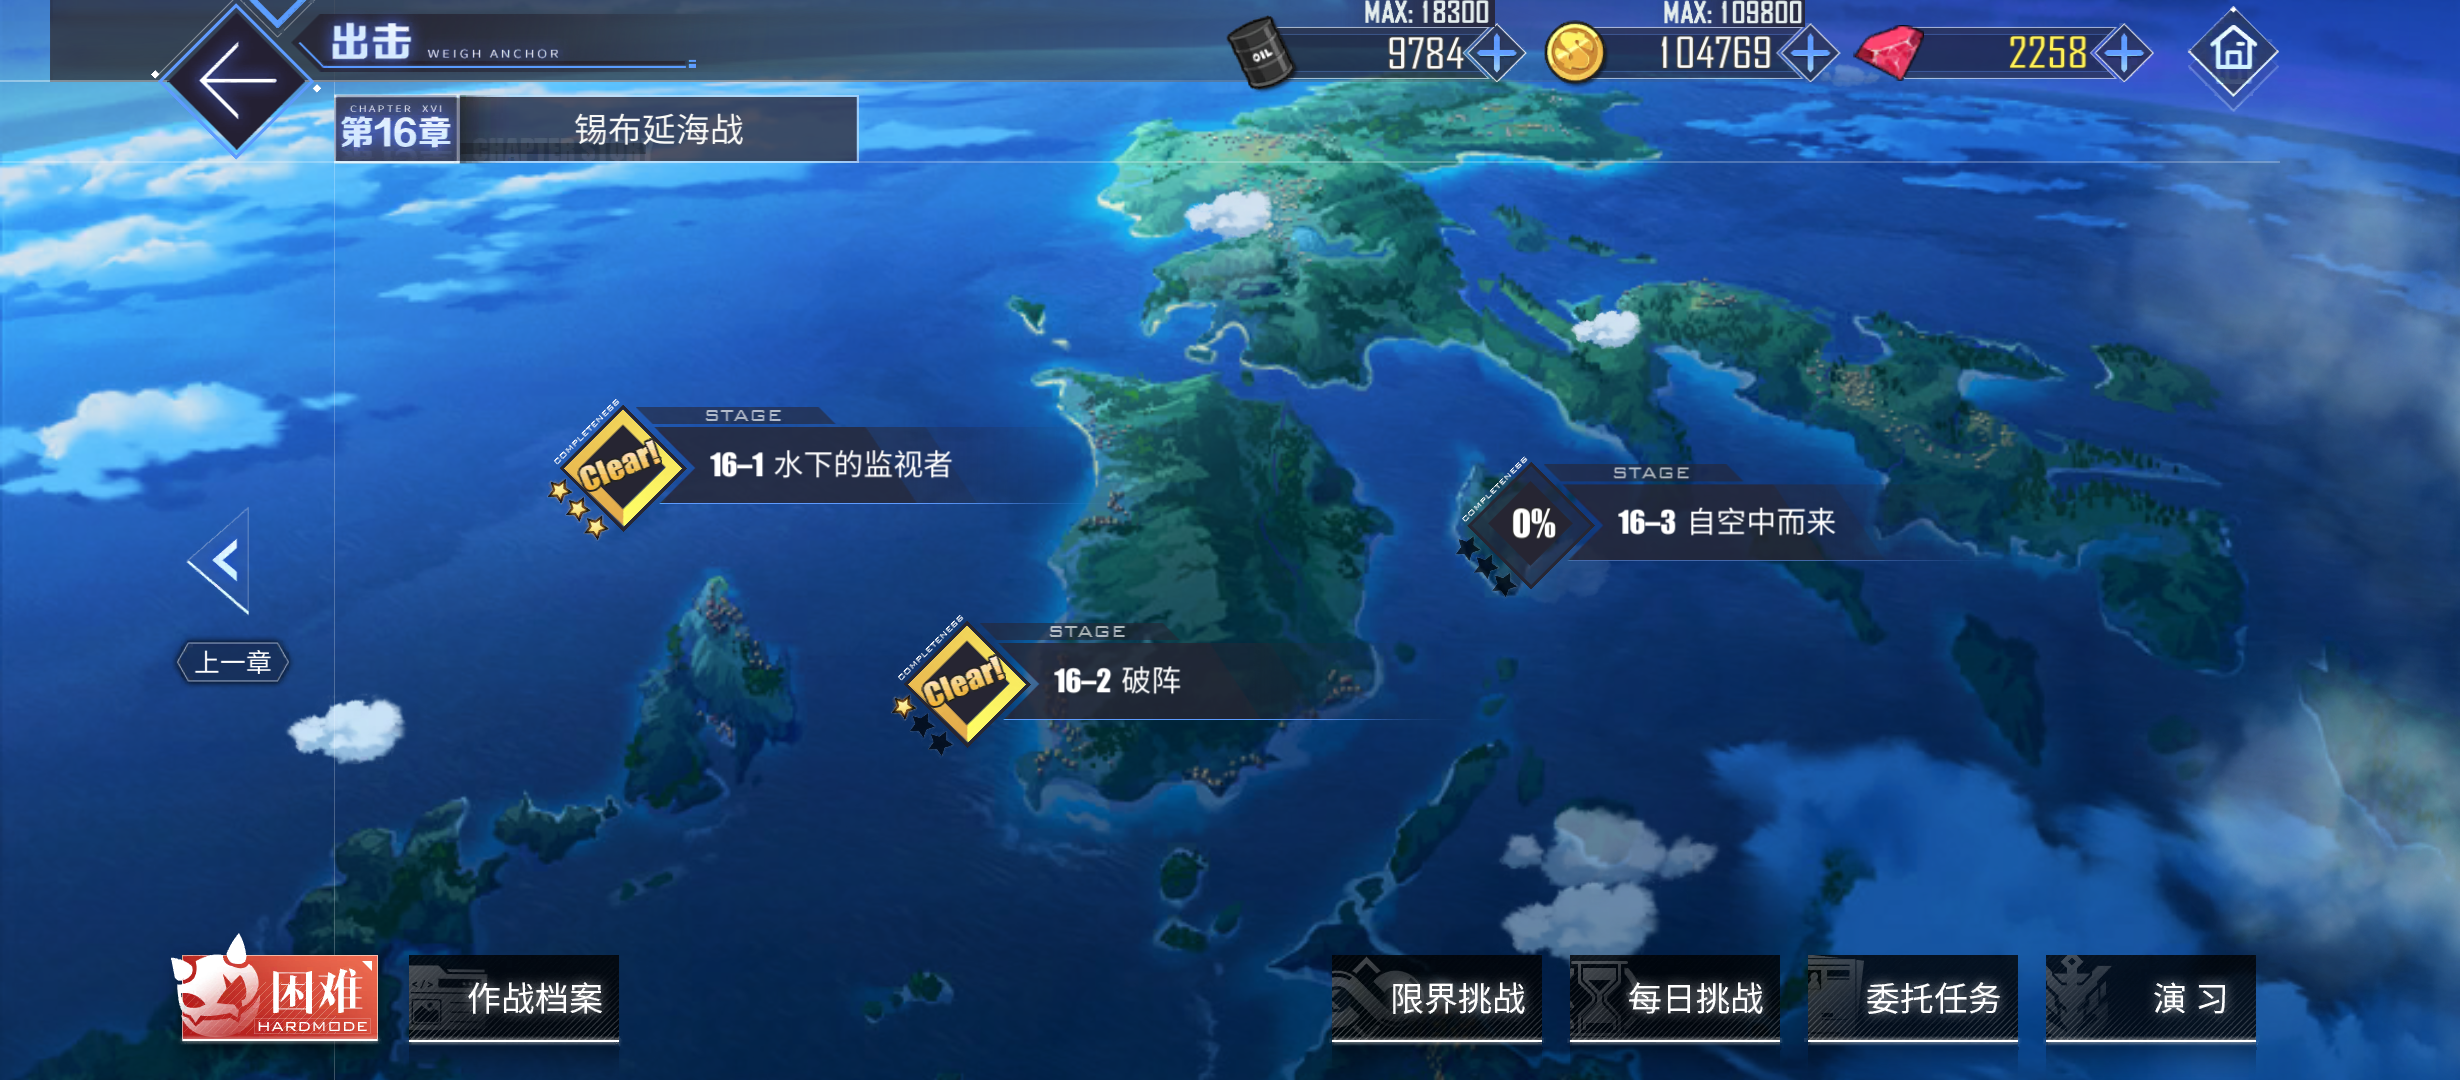 出击 WEIGH ANCHOR
MAX: 18300
9784
MAX: 109800
104769
2258
OIL
CHAPTER XVI
第16章
锡布延海战
COMPLETENESS
Clear!
STAGE
16-1 水下的监视者
COMPLETENESS
0%
STAGE
16-3 自空中而来
COMPLETENESS
Clear!
STAGE
16-2 破阵
上一章
困难
HARDMODE
作战档案
限界挑战
每日挑战
委托任务
演习